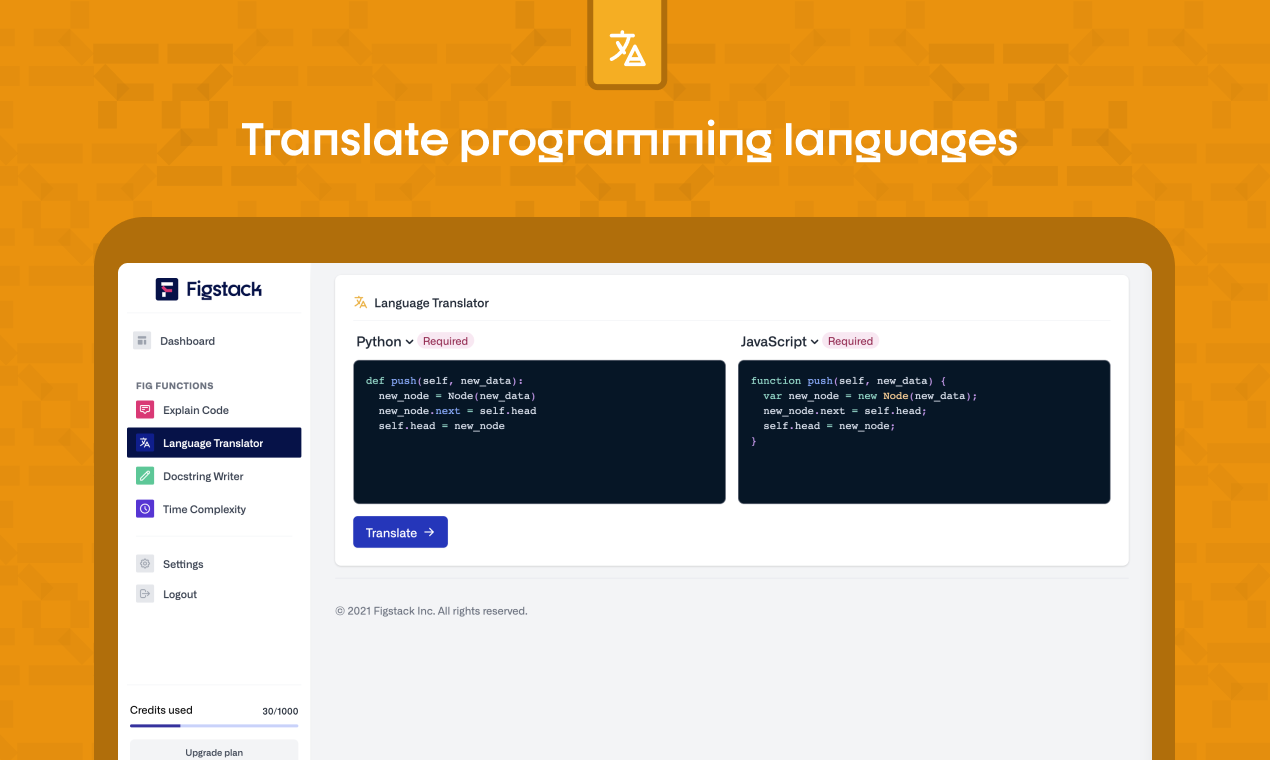 Translate programming languages
Figstack
Dashboard
FIG FUNCTIONS
Explain Code
Language Translator
Docstring Writer
Time Complexity
Settings
Logout
Credits used 30/1000
Upgrade plan
Language Translator
Python Required
def push(self, new_data):
  new_node = Node(new_data)
  new_node.next = self.head
  self.head = new_node
JavaScript Required
function push(self, new_data) {
  var new_node = new Node(new_data);
  new_node.next = self.head;
  self.head = new_node;
}
Translate
© 2021 Figstack Inc. All rights reserved.